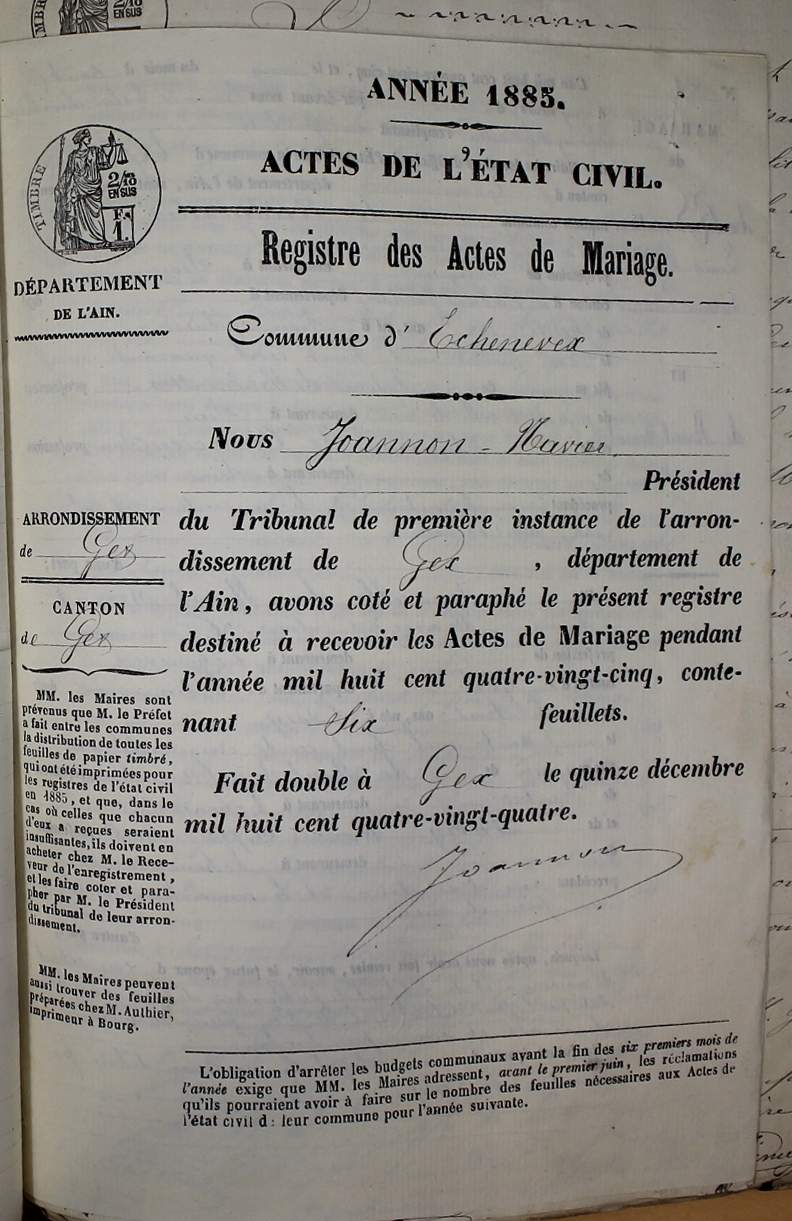 ANNÉE 1885.
ACTES DE L'ÉTAT CIVIL.
Registre des Actes de Mariage.
TIMBRE
2/10
EN SUS
F.
1.
DÉPARTEMENT
DE L'AIN.
Commune d' Echenevex
Nous Joannon - Xavier
Président
du Tribunal de première instance de l'arron-
dissement de Gex, département de
l'Ain, avons coté et paraphé le présent registre
destiné à recevoir les Actes de Mariage pendant
l'année mil huit cent quatre-vingt-cinq, conte-
nant Six feuillets.
Fait double à Gex le quinze décembre
mil huit cent quatre-vingt-quatre.
Joannon
ARRONDISSEMENT
de Gex
CANTON
de Gex
MM. les Maires sont
prévenus que M. le Préfet
a fait entre les communes
la distribution de toutes les
feuilles de papier timbré,
qui ont été imprimées pour
les registres de l'état civil
en 1885, et que, dans le
cas où celles que chacun
d'eux a reçues seraient
insuffisantes, ils doivent en
acheter chez M. le Rece-
veur de l'enregistrement,
et les faire coter et para-
pher par M. le Président
du tribunal de leur arron-
dissement.
MM. les Maires peuvent
aussi trouver des feuilles
préparées chez M. Authier,
imprimeur à Bourg.
L'obligation d'arrêter les budgets communaux avant la fin des six premiers mois de
l'année exige que MM. les Maires adressent, avant le premier juin, les réclamations
qu'ils pourraient avoir à faire sur le nombre des feuilles nécessaires aux Actes de
l'état civil d: leur commune pour l'année suivante.